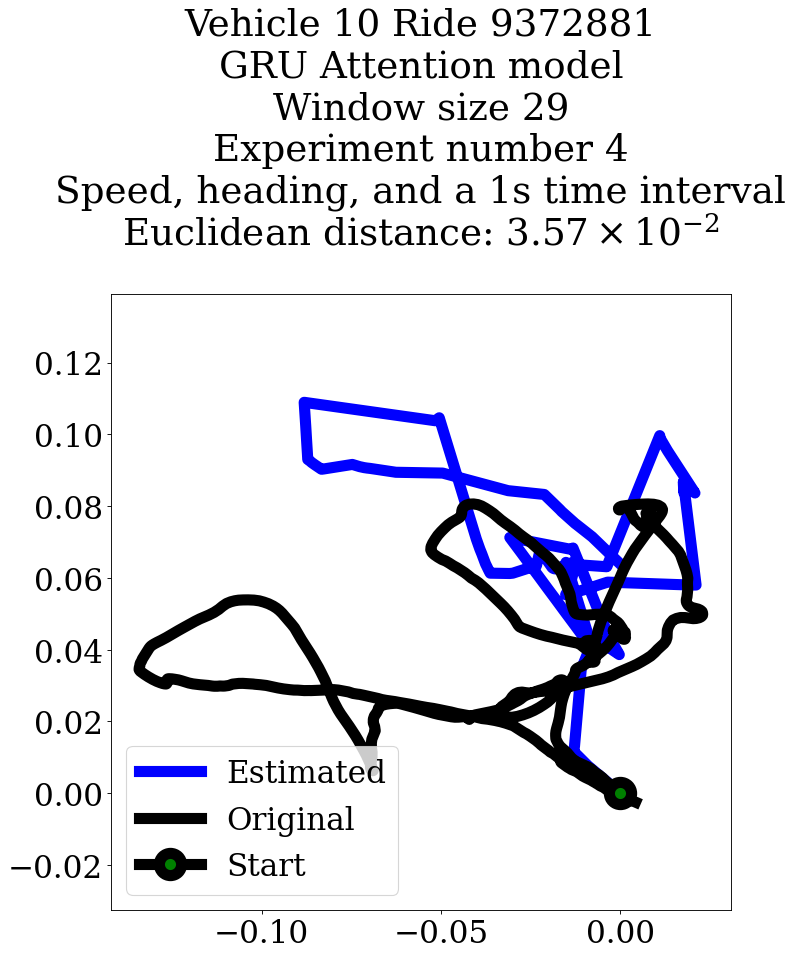 Vehicle 10 Ride 9372881
GRU Attention model
Window size 29
Experiment number 4
Speed, heading, and a 1s time interval
Euclidean distance: 3.57 × 10⁻²
0.12
0.10
0.08
0.06
0.04
0.02
0.00
−0.02
Estimated
Original
Start
−0.10
−0.05
0.00